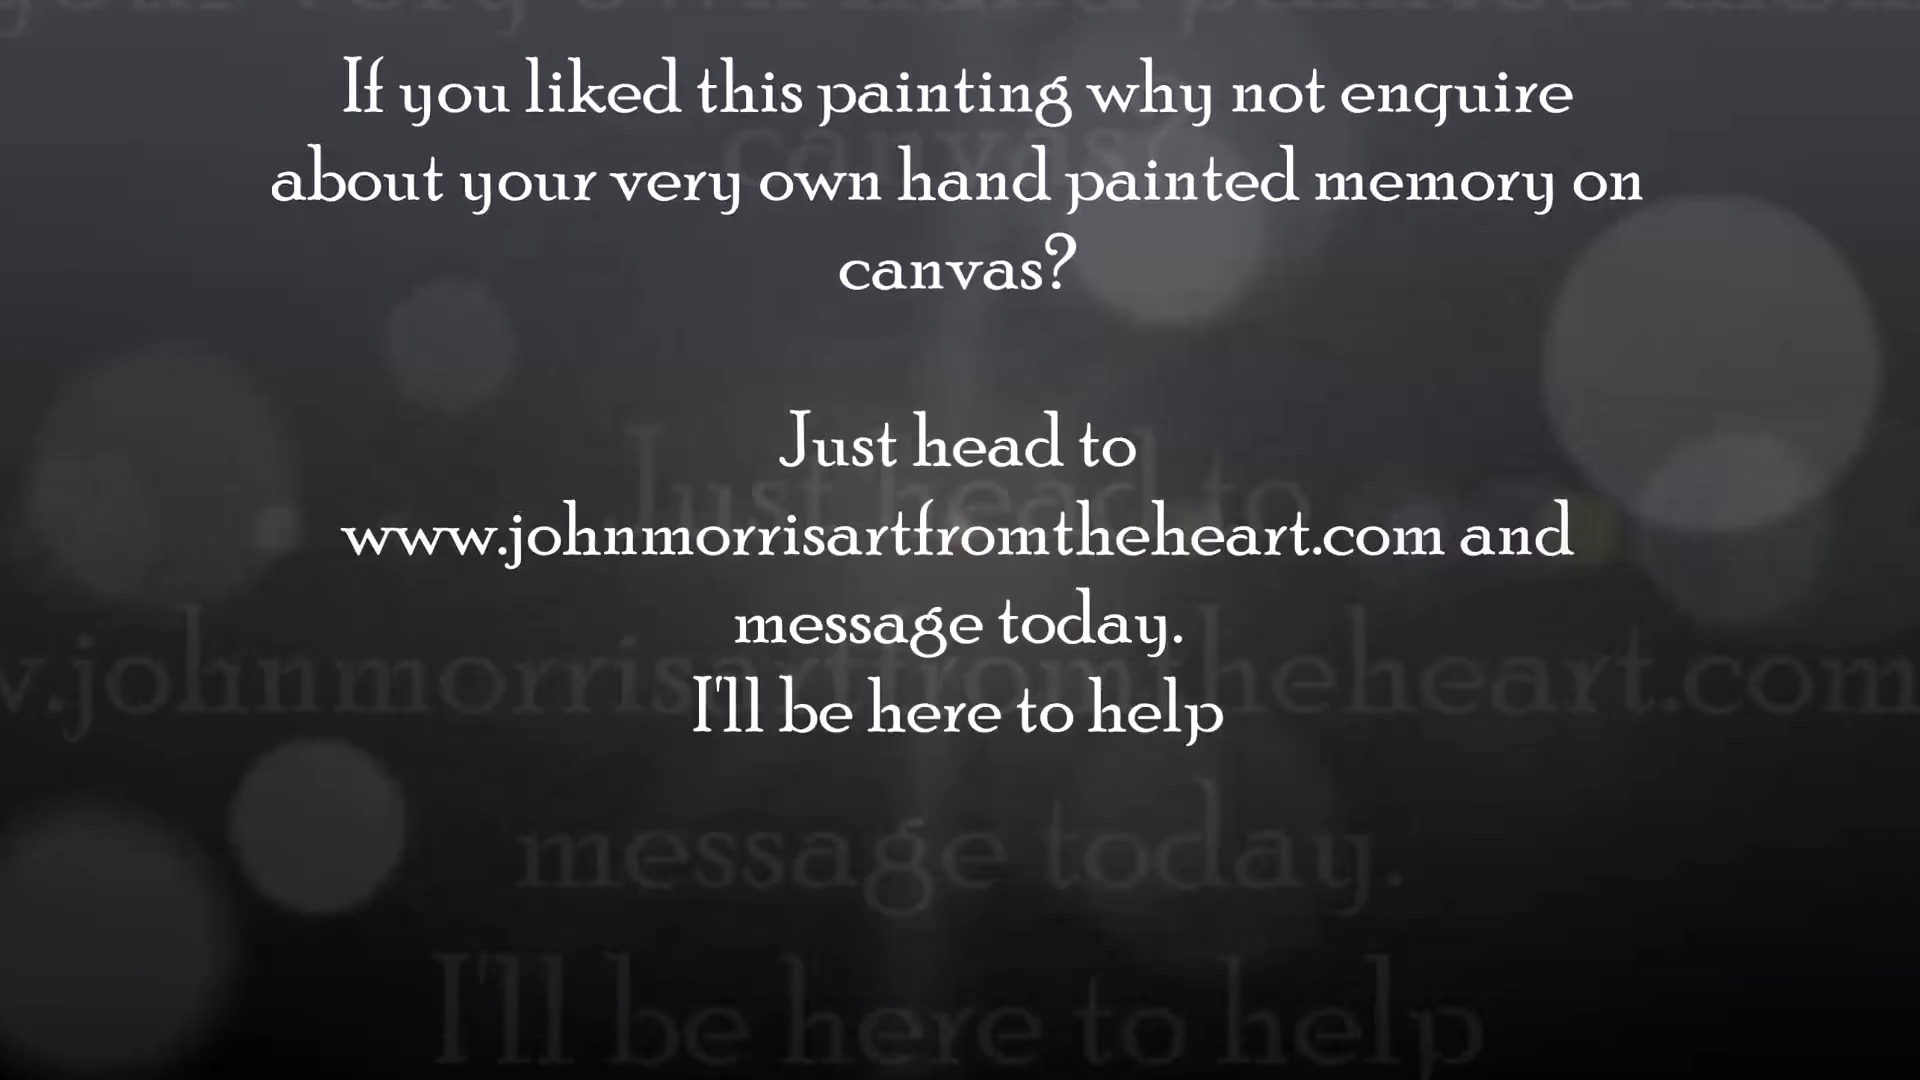 If you liked this painting why not enquire
about your very own hand painted memory on
canvas?
Just head to
www.johnmorrisartfromtheheart.com and
message today.
I'll be here to help